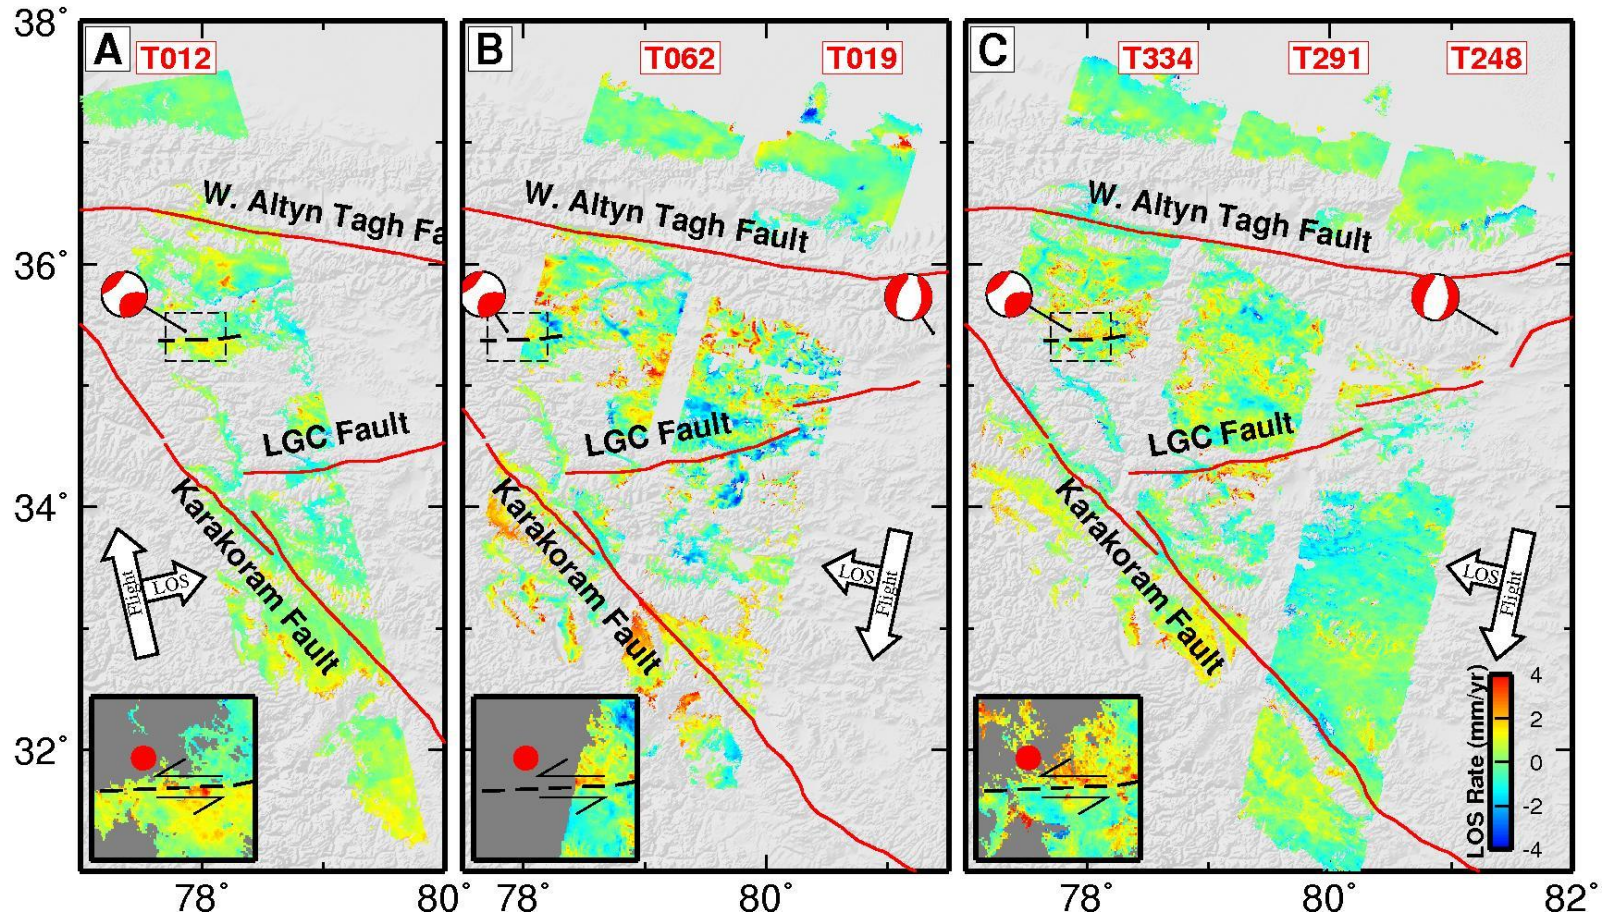 A
T012
B
T062
T019
C
T334
T291
T248
38°
36°
34°
32°
W. Altyn Tagh Fa
W. Altyn Tagh Fault
W. Altyn Tagh Fault
LGC Fault
LGC Fault
LGC Fault
Karakoram Fault
Karakoram Fault
Karakoram Fault
Flight
LOS
LOS
Flight
LOS
Flight
LOS Rate (mm/yr)
4
2
0
-2
-4
78°
80°
78°
80°
78°
80°
82°